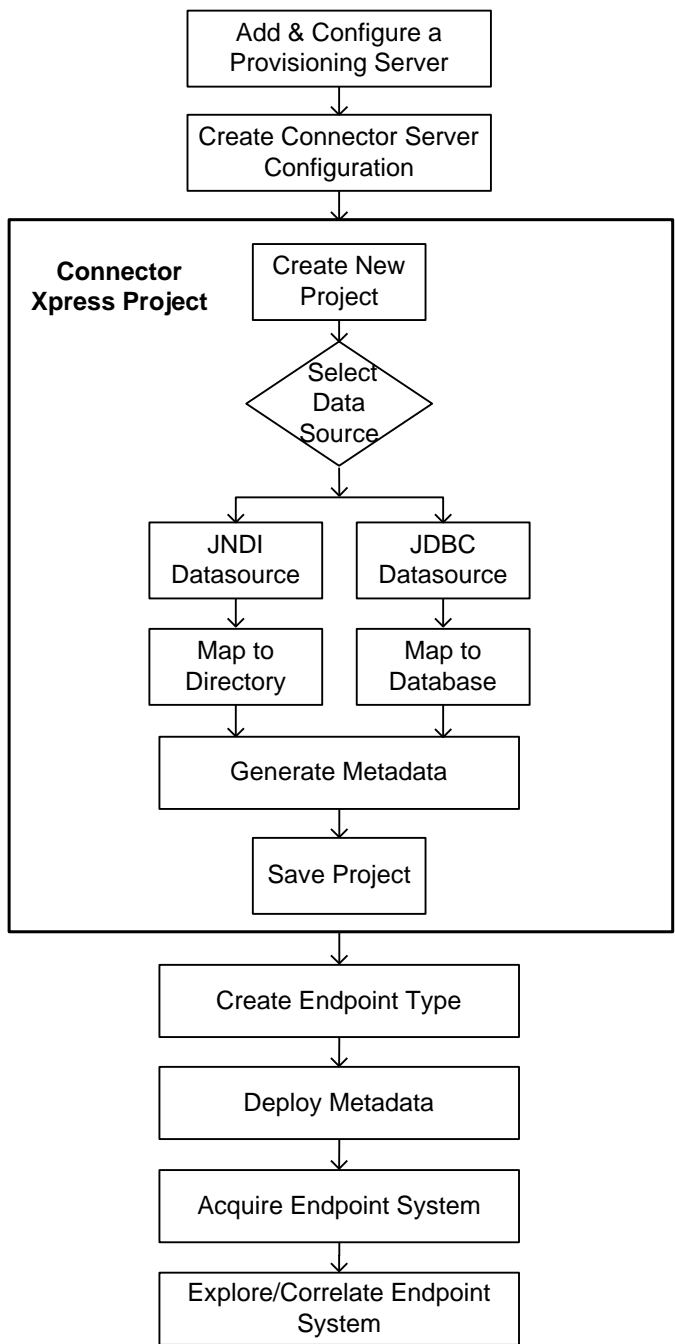 Add & Configure a
Provisioning Server
Create Connector Server
Configuration
Connector
Xpress Project
Create New
Project
Select
Data
Source
JNDI
Datasource
JDBC
Datasource
Map to
Directory
Map to
Database
Generate Metadata
Save Project
Create Endpoint Type
Deploy Metadata
Acquire Endpoint System
Explore/Correlate Endpoint
System